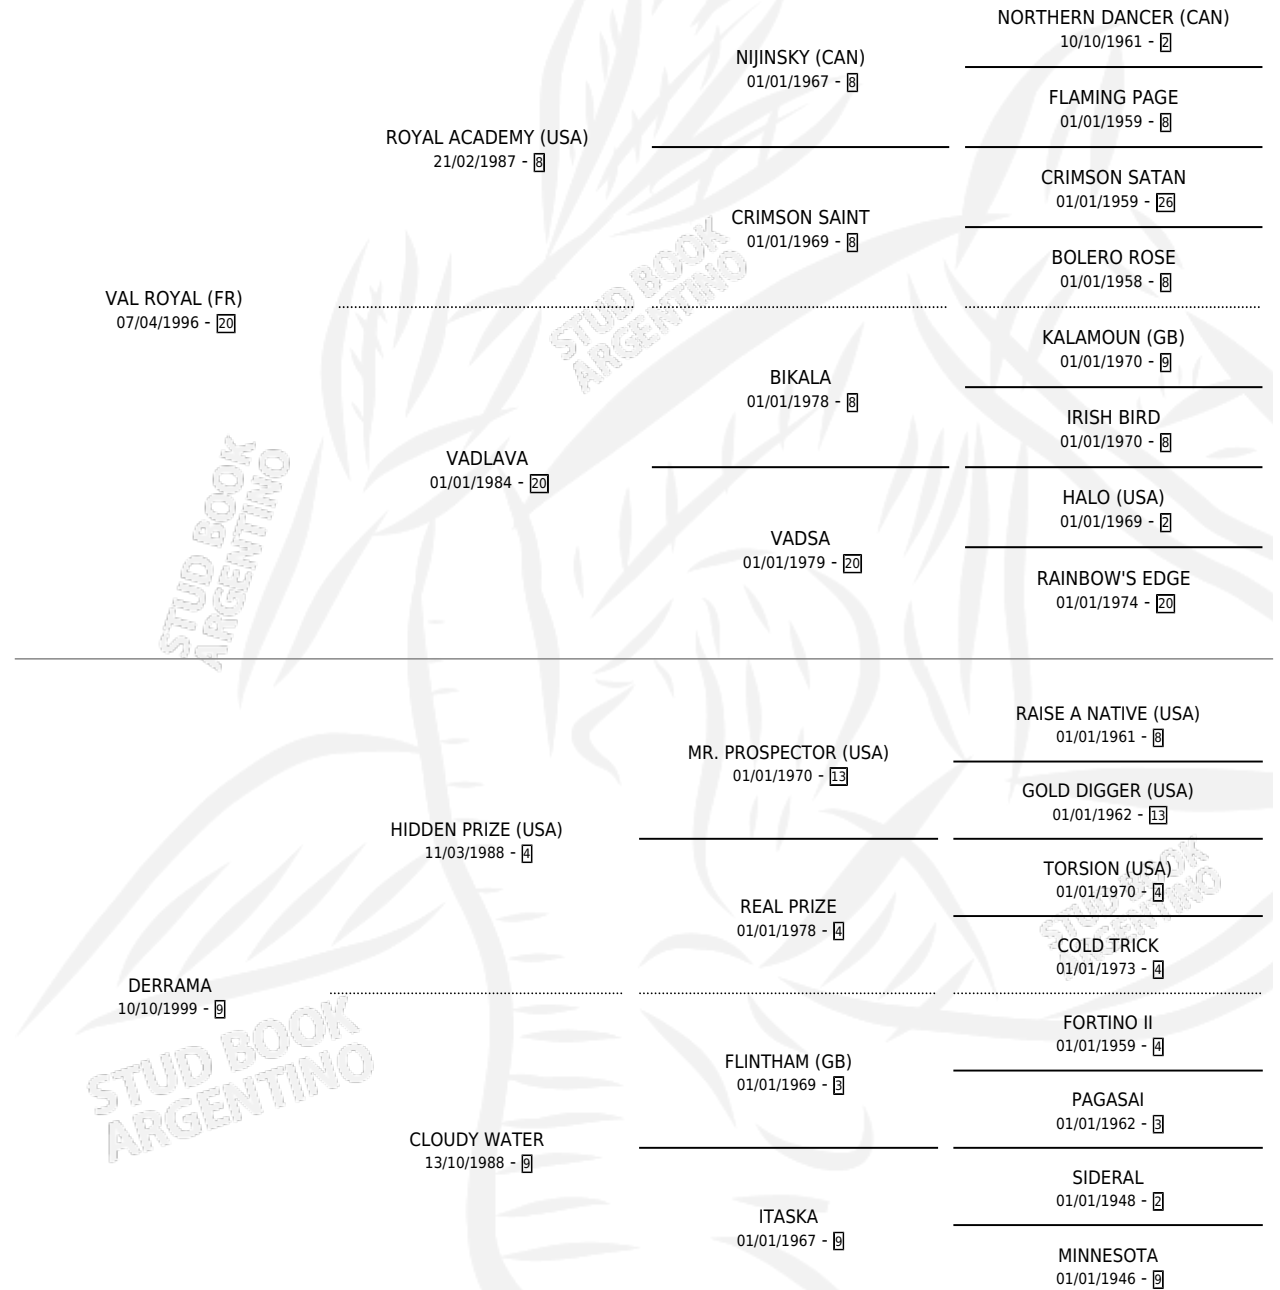 NORTHERN DANCER (CAN)
10/10/1961 - 2
NIJINSKY (CAN)
01/01/1967 - 8
FLAMING PAGE
01/01/1959 - 8
ROYAL ACADEMY (USA)
21/02/1987 - 8
CRIMSON SATAN
01/01/1959 - 26
CRIMSON SAINT
01/01/1969 - 8
BOLERO ROSE
01/01/1958 - 8
VAL ROYAL (FR)
07/04/1996 - 20
KALAMOUN (GB)
01/01/1970 - 9
BIKALA
01/01/1978 - 8
IRISH BIRD
01/01/1970 - 8
VADLAVA
01/01/1984 - 20
HALO (USA)
01/01/1969 - 2
VADSA
01/01/1979 - 20
RAINBOW'S EDGE
01/01/1974 - 20
STUD BOOK
ARGENTINO
STUD BOOK
ARGENTINO
RAISE A NATIVE (USA)
01/01/1961 - 8
MR. PROSPECTOR (USA)
01/01/1970 - 13
GOLD DIGGER (USA)
01/01/1962 - 13
HIDDEN PRIZE (USA)
11/03/1988 - 4
TORSION (USA)
01/01/1970 - 4
REAL PRIZE
01/01/1978 - 4
COLD TRICK
01/01/1973 - 4
STUD BOOK
ARGENTINO
DERRAMA
10/10/1999 - 9
FORTINO II
01/01/1959 - 4
FLINTHAM (GB)
01/01/1969 - 3
PAGASAI
01/01/1962 - 3
STUD BOOK
ARGENTINO
CLOUDY WATER
13/10/1988 - 9
SIDERAL
01/01/1948 - 2
ITASKA
01/01/1967 - 9
MINNESOTA
01/01/1946 - 9